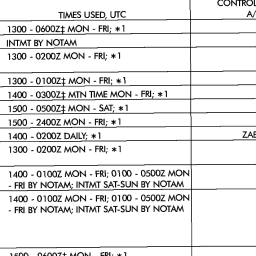 CONTROL
TIMES USED, UTC
A/
1300 - 0600Z‡ MON - FRI; *1
INTMT BY NOTAM
1300 - 0200Z MON - FRI; *1
1300 - 0100Z‡ MON - FRI; *1
1400 - 0300Z‡ MTN TIME MON - FRI; *1
1500 - 0500Z‡ MON - SAT; *1
1500 - 2400Z MON - FRI; *1
1400 - 0200Z DAILY; *1
ZAB
1300 - 0200Z MON - FRI; *1
1400 - 0100Z MON - FRI; 0100 - 0500Z MON
- FRI BY NOTAM; INTMT SAT-SUN BY NOTAM
1400 - 0100Z MON - FRI; 0100 - 0500Z MON
- FRI BY NOTAM; INTMT SAT-SUN BY NOTAM
1500 - 0600Z‡ MON - FRI; *1